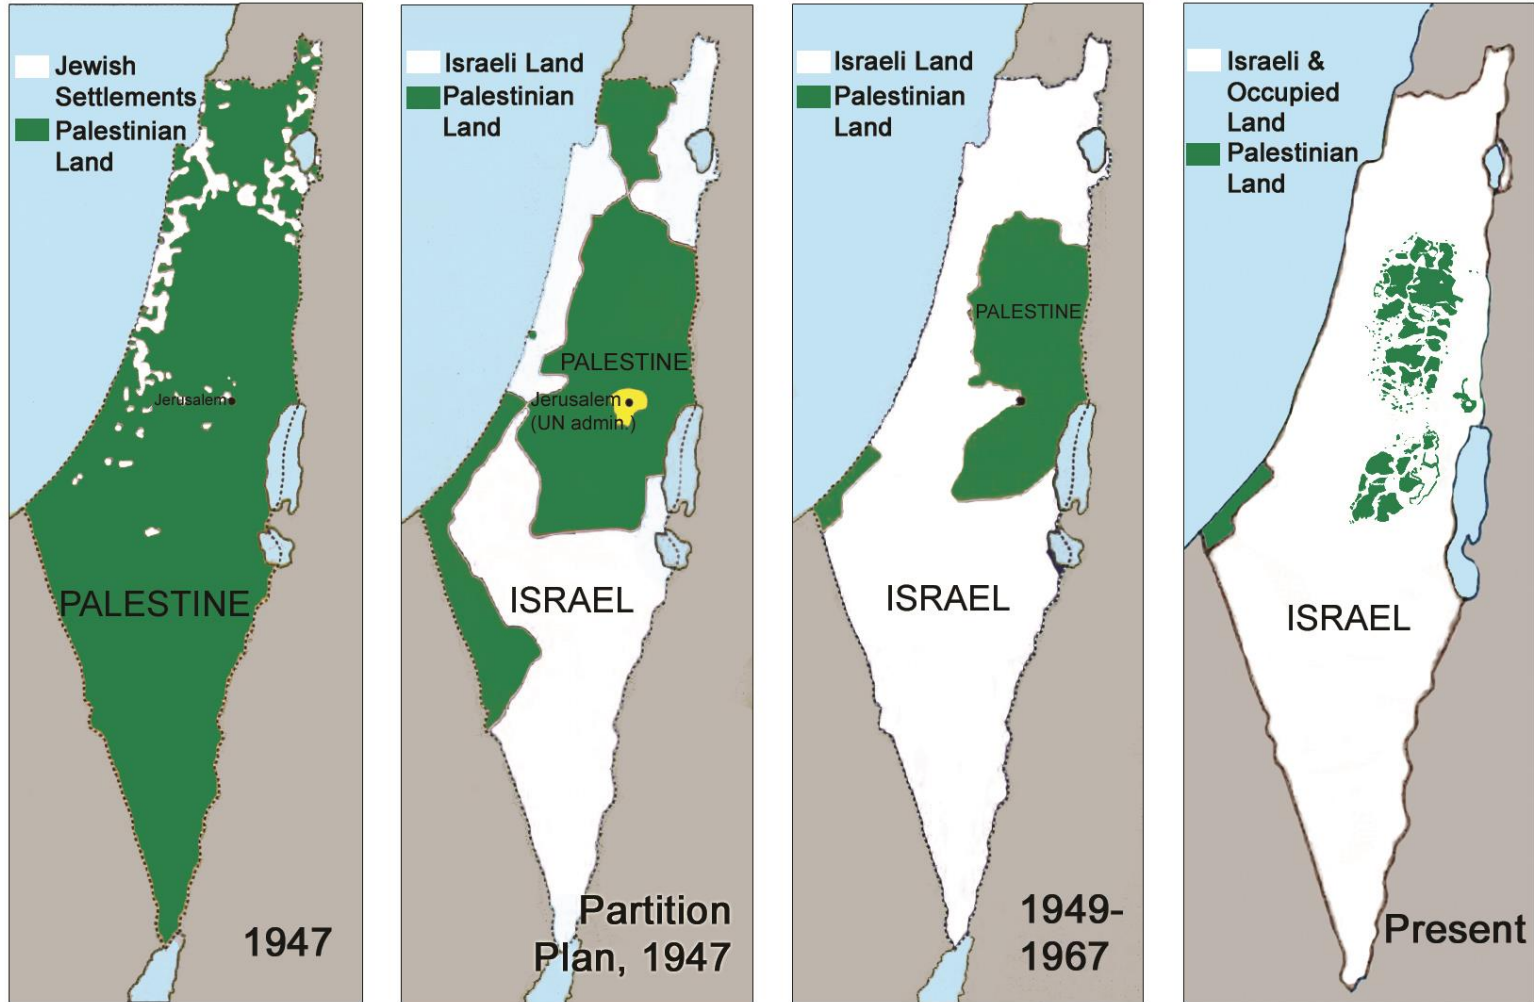 Jewish
Settlements
Palestinian
Land
Jerusalem
PALESTINE
1947
Israeli Land
Palestinian
Land
PALESTINE
Jerusalem
(UN admin.)
ISRAEL
Partition
Plan, 1947
Israeli Land
Palestinian
Land
PALESTINE
ISRAEL
1949-
1967
Israeli &
Occupied
Land
Palestinian
Land
ISRAEL
Present